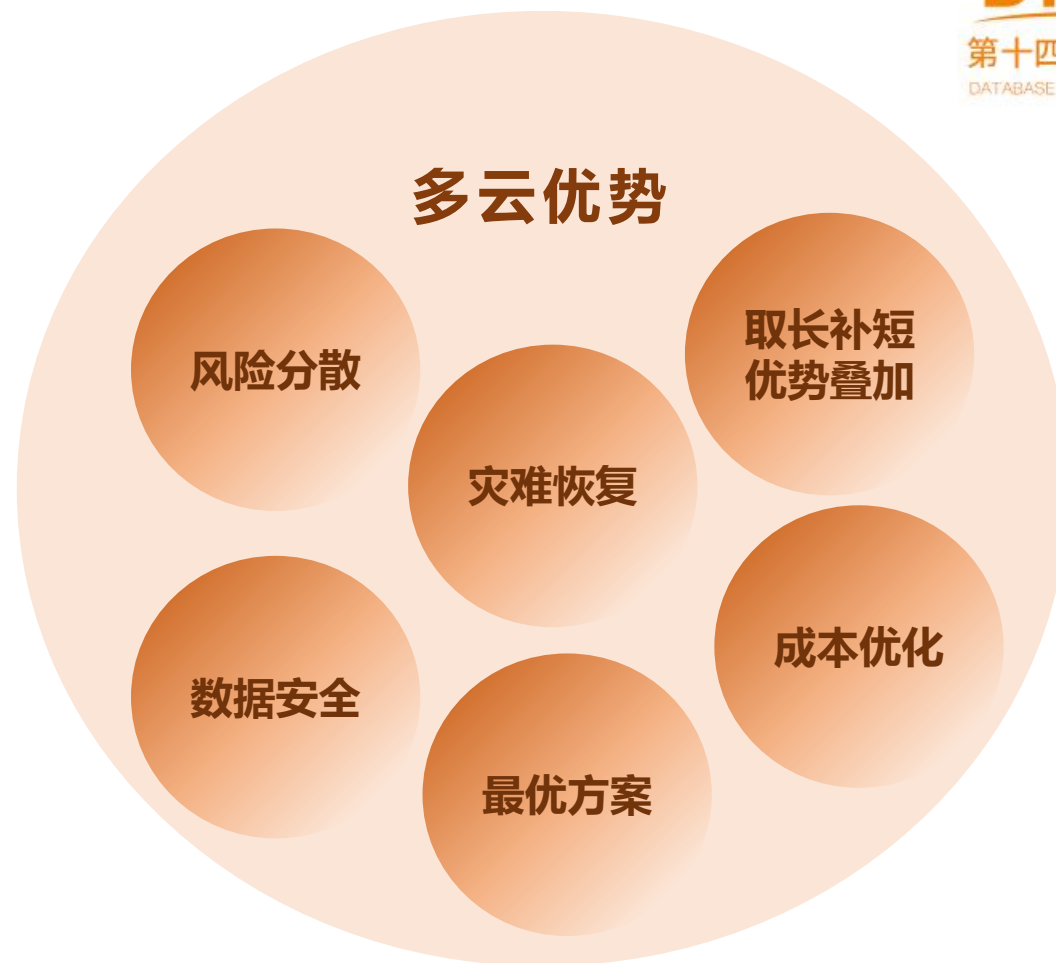 第十四
DATABASE
多云优势
风险分散
取长补短
优势叠加
灾难恢复
数据安全
成本优化
最优方案